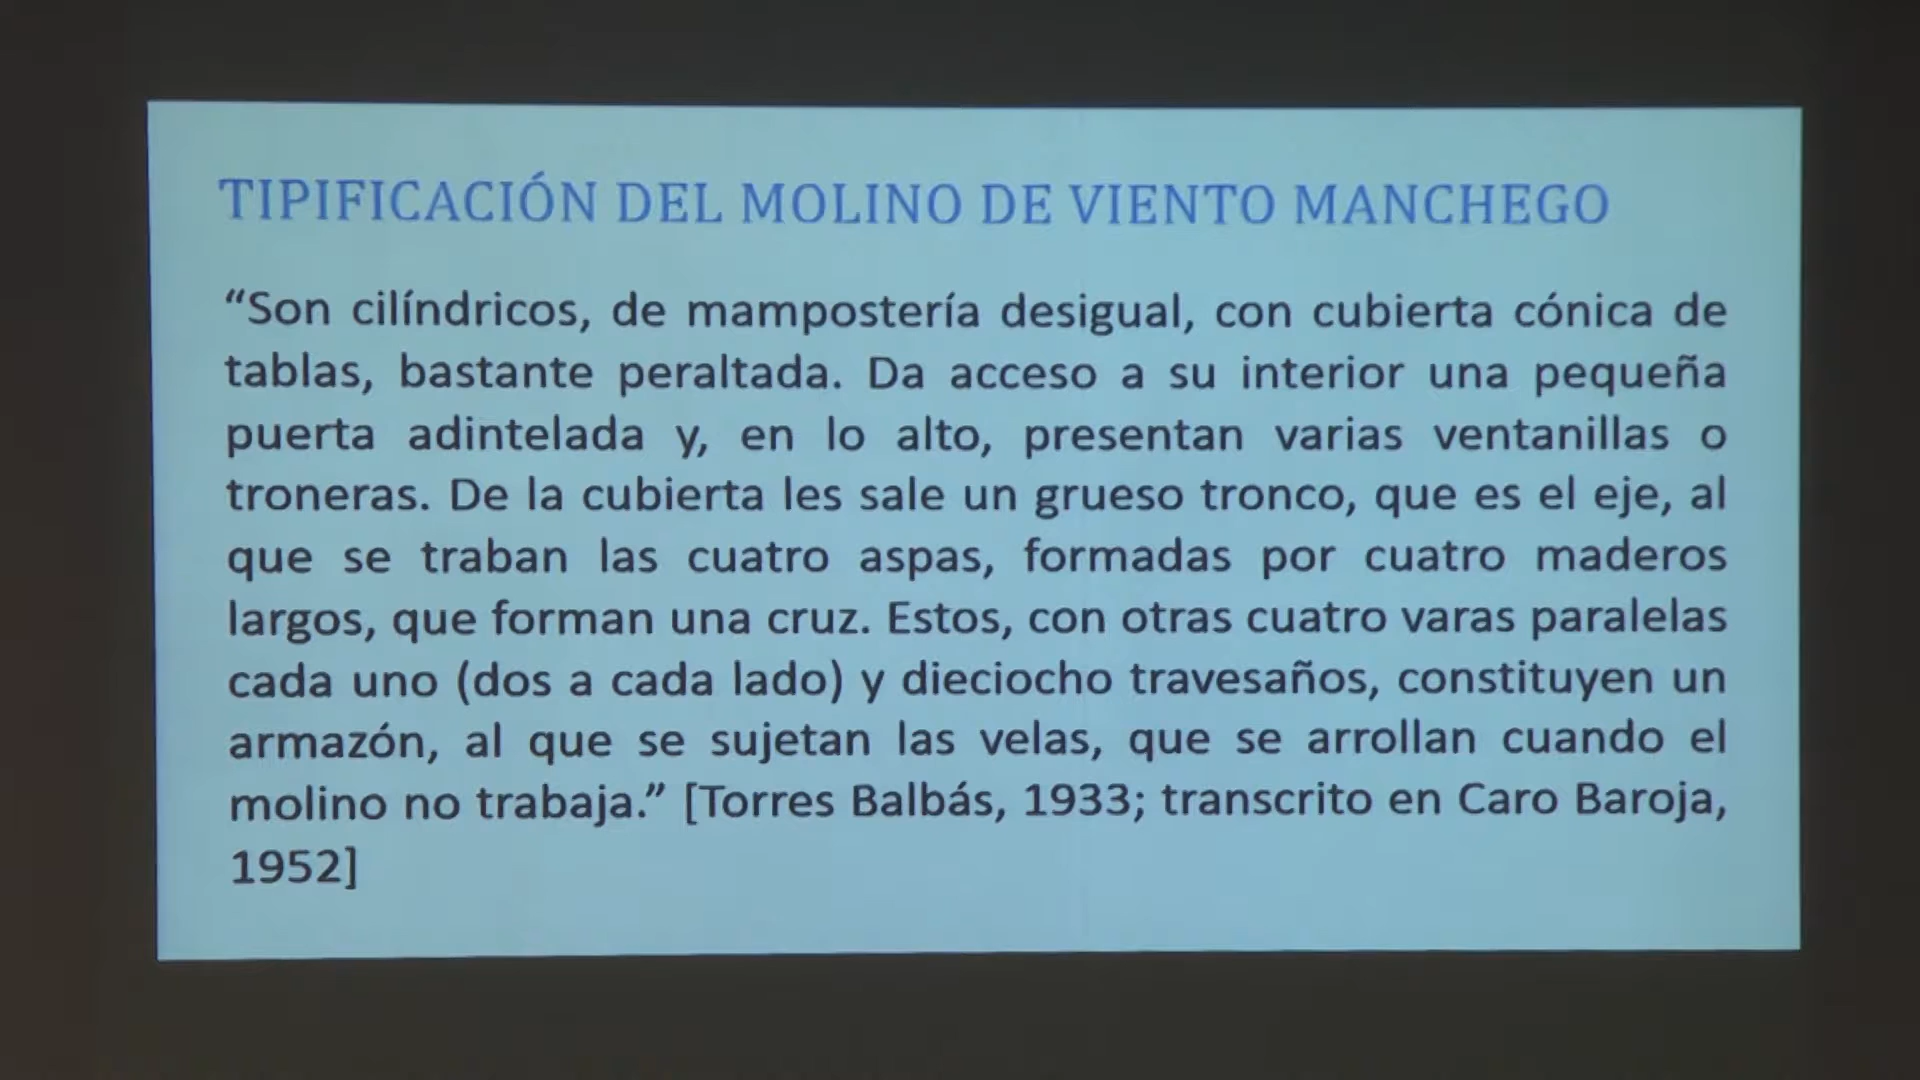 TIPIFICACIÓN DEL MOLINO DE VIENTO MANCHEGO
“Son cilíndricos, de mampostería desigual, con cubierta cónica de
tablas, bastante peraltada. Da acceso a su interior una pequeña
puerta adintelada y, en lo alto, presentan varias ventanillas o
troneras. De la cubierta les sale un grueso tronco, que es el eje, al
que se traban las cuatro aspas, formadas por cuatro maderos
largos, que forman una cruz. Estos, con otras cuatro varas paralelas
cada uno (dos a cada lado) y dieciocho travesaños, constituyen un
armazón, al que se sujetan las velas, que se arrollan cuando el
molino no trabaja.” [Torres Balbás, 1933; transcrito en Caro Baroja,
1952]